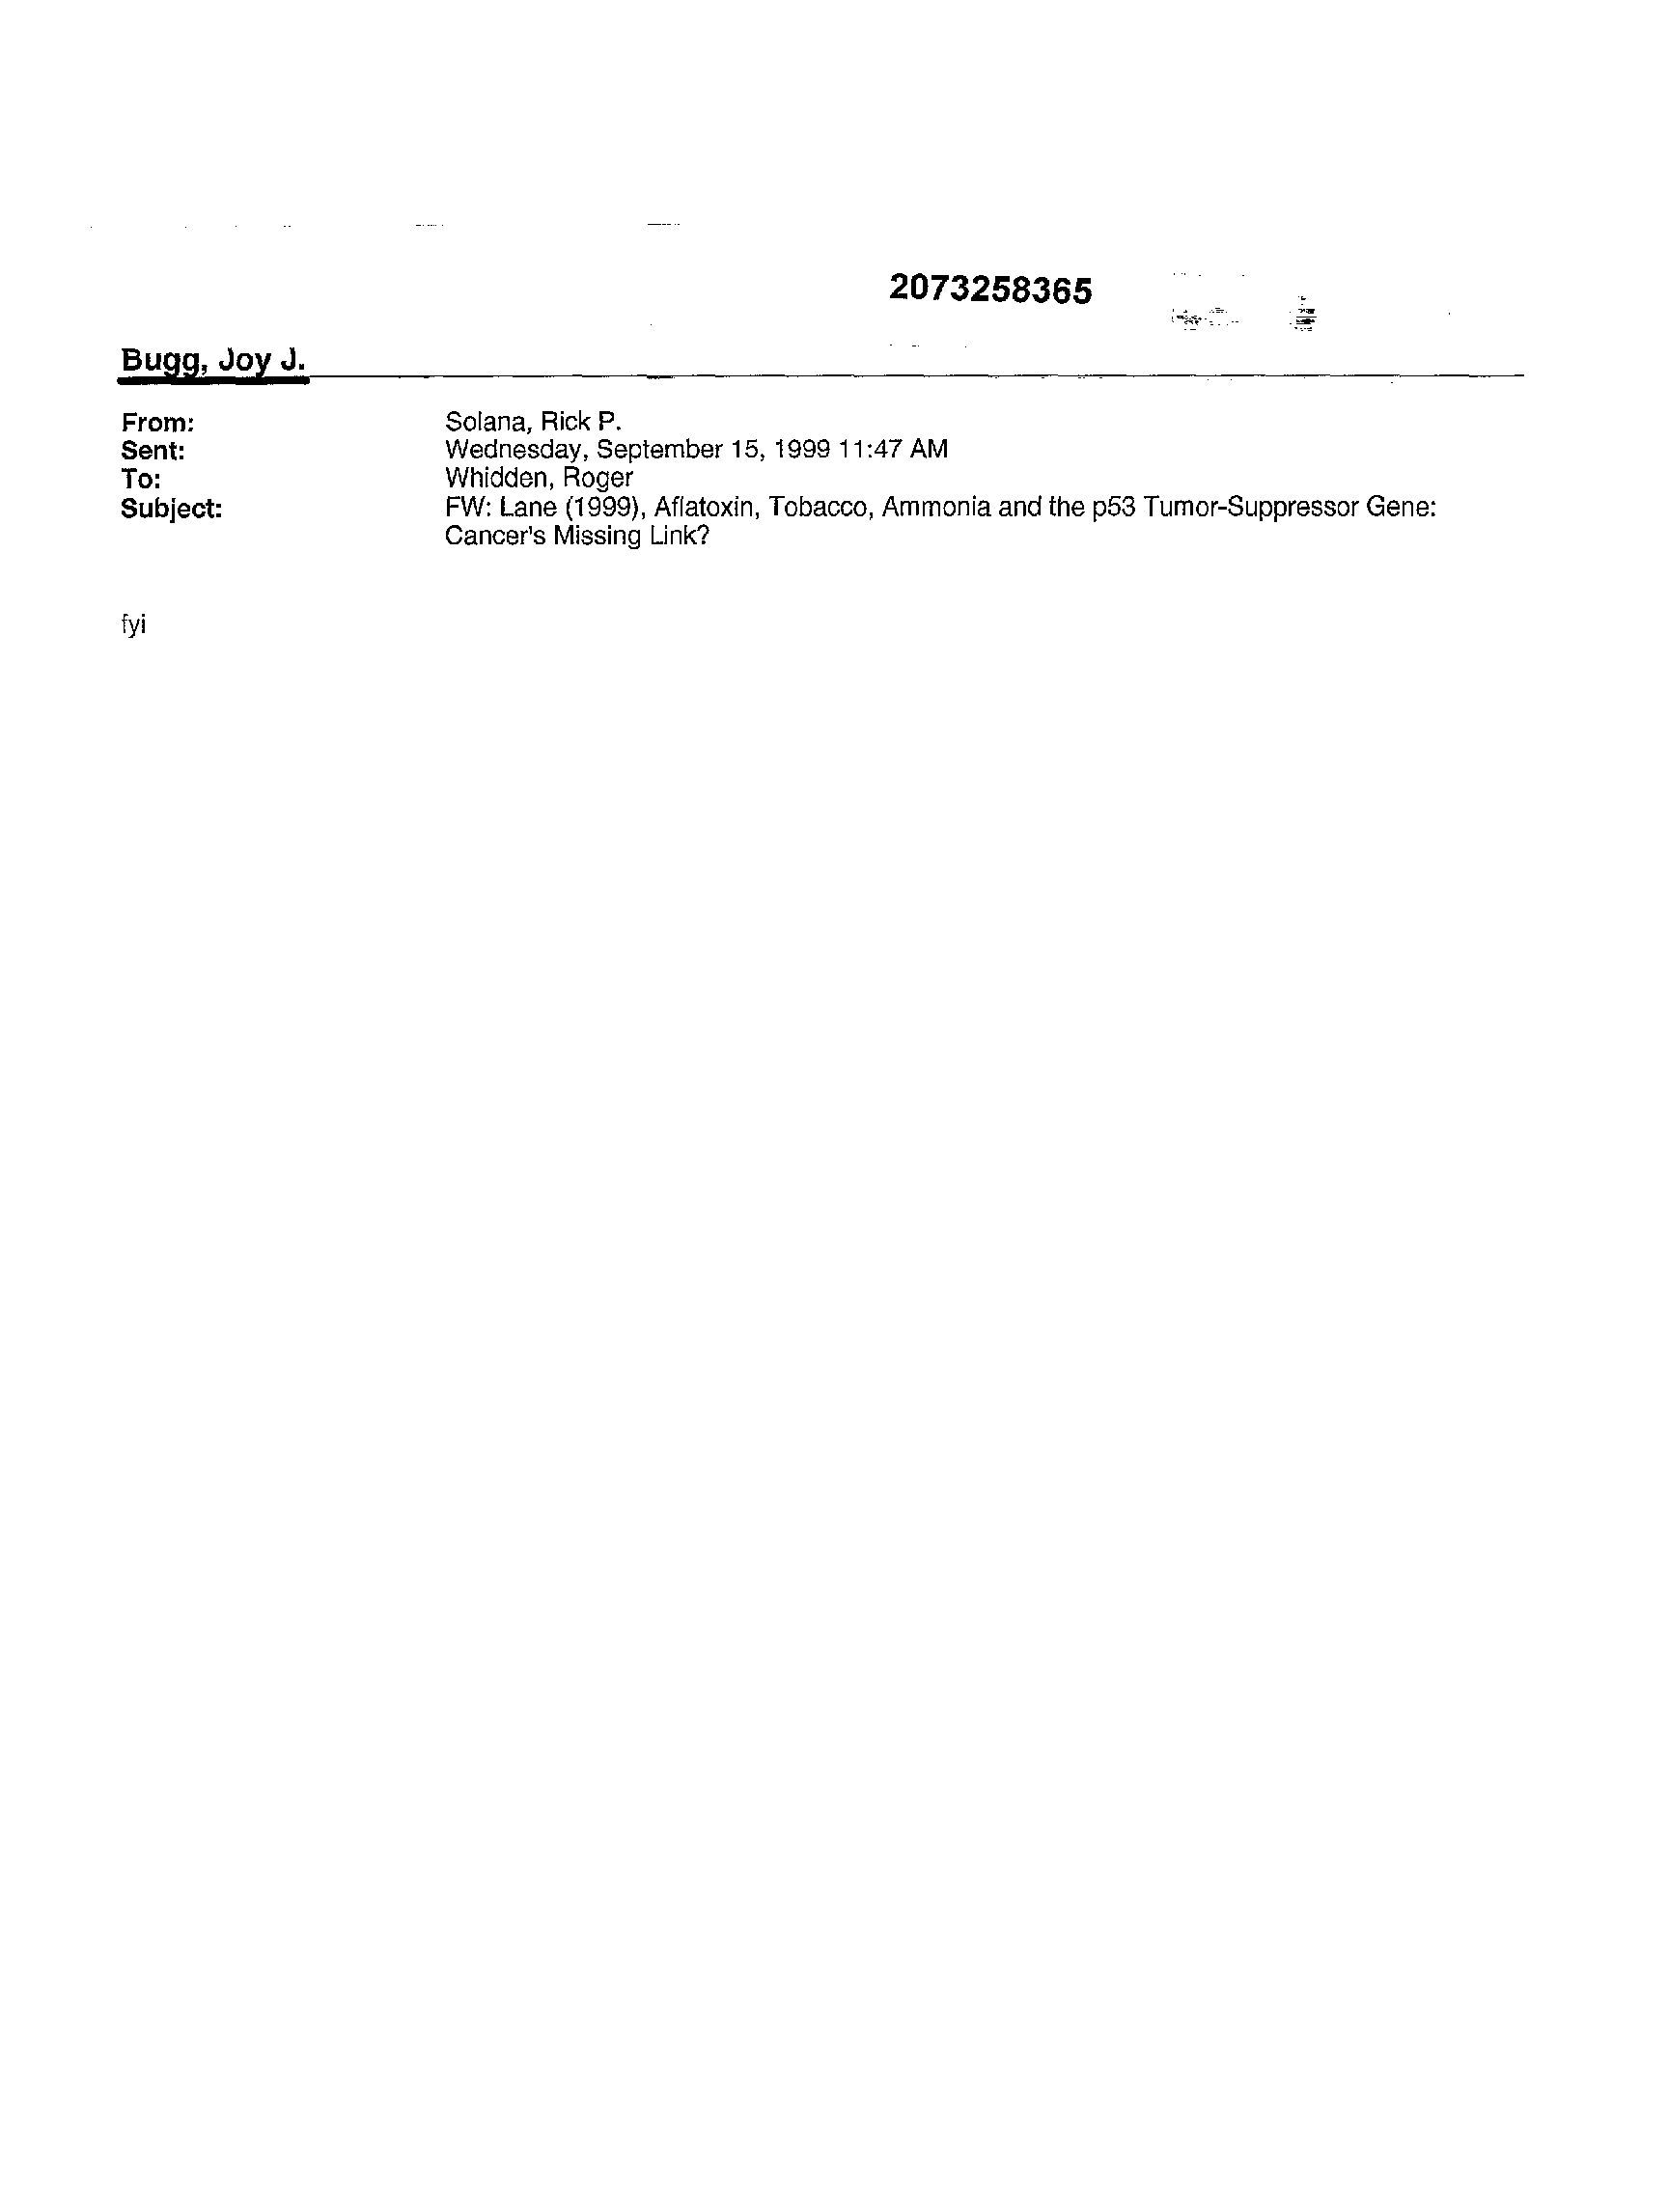 2073258365
Bugg, Joy J.
From: Solana, Rick P.
Sent: Wednesday, September 15, 1999 11:47 AM
To: Whidden, Roger
Subject: FW: Lane (1999), Aflatoxin, Tobacco, Ammonia and the p53 Tumor-Suppressor Gene:
Cancer's Missing Link?
fyi